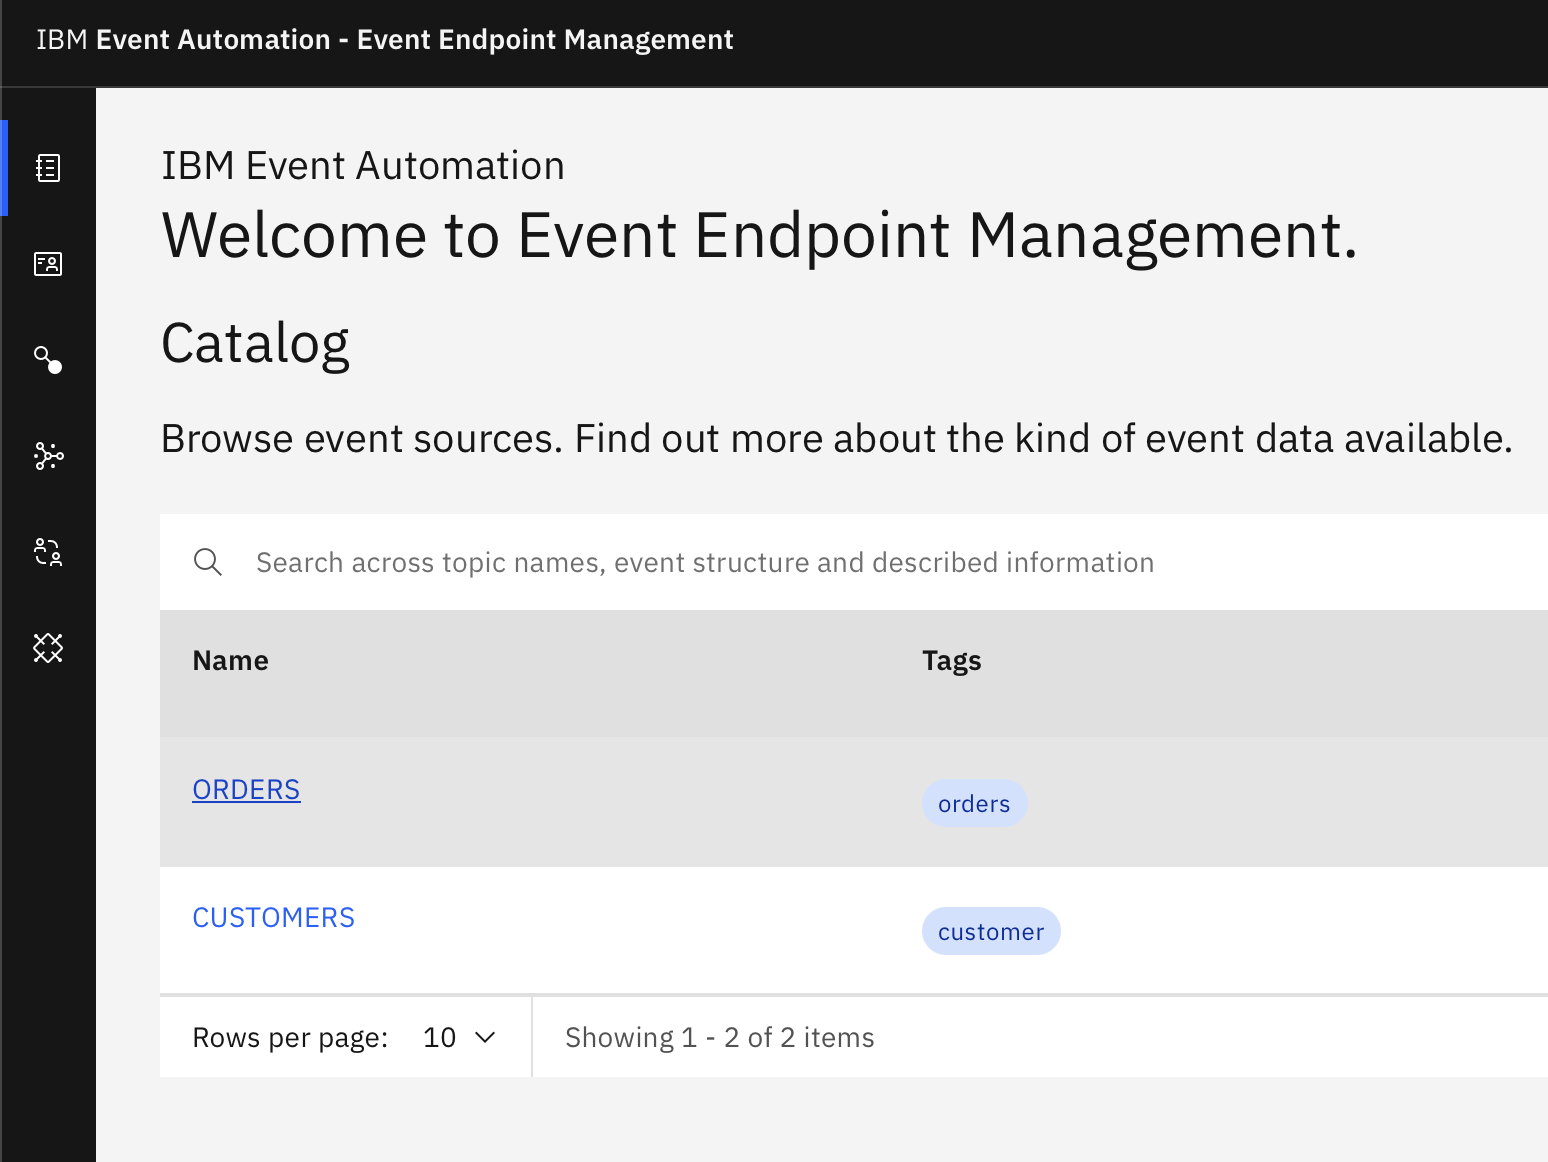 IBM Event Automation - Event Endpoint Management
IBM Event Automation
Welcome to Event Endpoint Management.
Catalog
Browse event sources. Find out more about the kind of event data available.
Search across topic names, event structure and described information
Name Tags
ORDERS orders
CUSTOMERS customer
Rows per page: 10 Showing 1 - 2 of 2 items